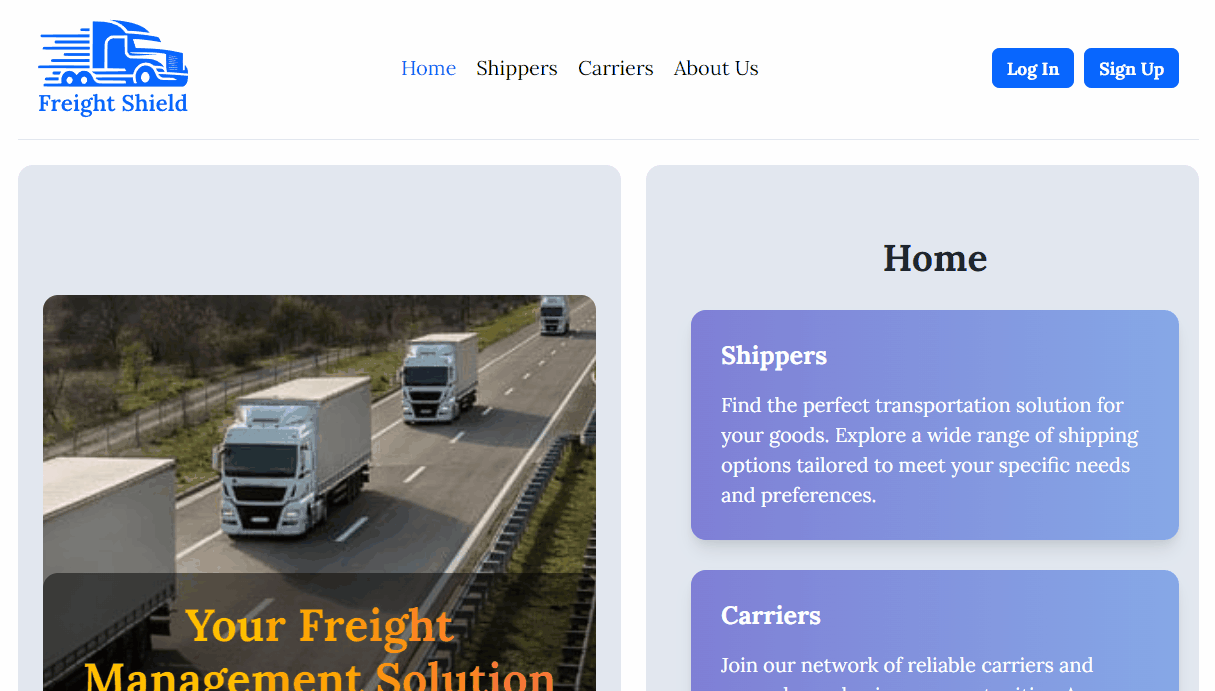 Freight Shield
Home
Shippers
Carriers
About Us
Log In
Sign Up
Your Freight
Management Solution
Home
Shippers
Find the perfect transportation solution for
your goods. Explore a wide range of shipping
options tailored to meet your specific needs
and preferences.
Carriers
Join our network of reliable carriers and